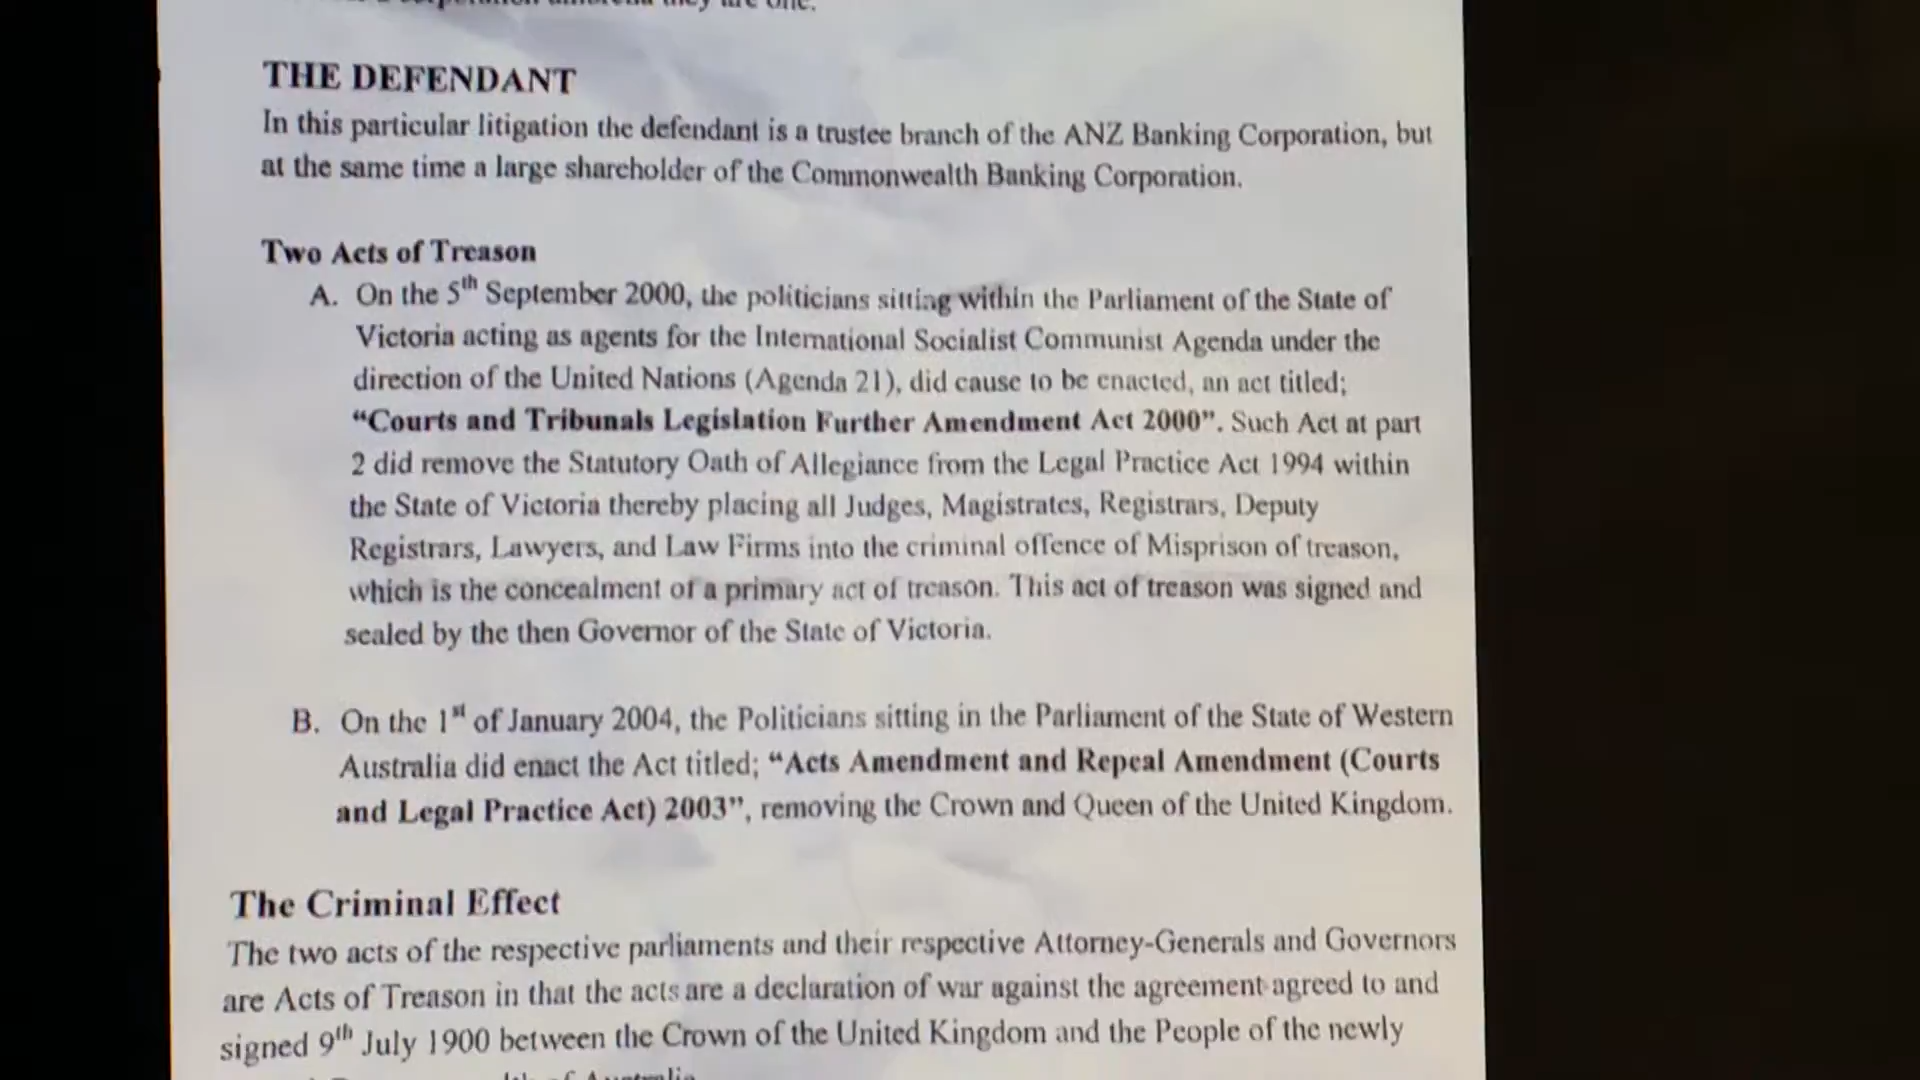 a corporation umbrella they are one.
THE DEFENDANT
In this particular litigation the defendant is a trustee branch of the ANZ Banking Corporation, but
at the same time a large shareholder of the Commonwealth Banking Corporation.
Two Acts of Treason
A. On the 5th September 2000, the politicians sitting within the Parliament of the State of
Victoria acting as agents for the International Socialist Communist Agenda under the
direction of the United Nations (Agenda 21), did cause to be enacted, an act titled;
“Courts and Tribunals Legislation Further Amendment Act 2000”. Such Act at part
2 did remove the Statutory Oath of Allegiance from the Legal Practice Act 1994 within
the State of Victoria thereby placing all Judges, Magistrates, Registrars, Deputy
Registrars, Lawyers, and Law Firms into the criminal offence of Misprison of treason,
which is the concealment of a primary act of treason. This act of treason was signed and
sealed by the then Governor of the State of Victoria.
B. On the 1st of January 2004, the Politicians sitting in the Parliament of the State of Western
Australia did enact the Act titled; “Acts Amendment and Repeal Amendment (Courts
and Legal Practice Act) 2003”, removing the Crown and Queen of the United Kingdom.
The Criminal Effect
The two acts of the respective parliaments and their respective Attorney-Generals and Governors
are Acts of Treason in that the acts are a declaration of war against the agreement agreed to and
signed 9th July 1900 between the Crown of the United Kingdom and the People of the newly
of Australia